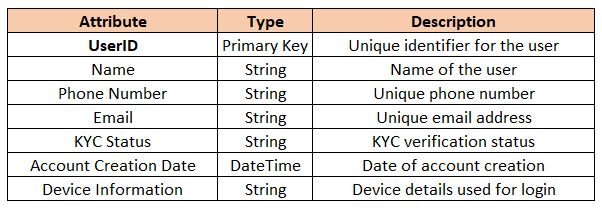 Attribute Type Description
UserID Primary Key Unique identifier for the user
Name String Name of the user
Phone Number String Unique phone number
Email String Unique email address
KYC Status String KYC verification status
Account Creation Date DateTime Date of account creation
Device Information String Device details used for login